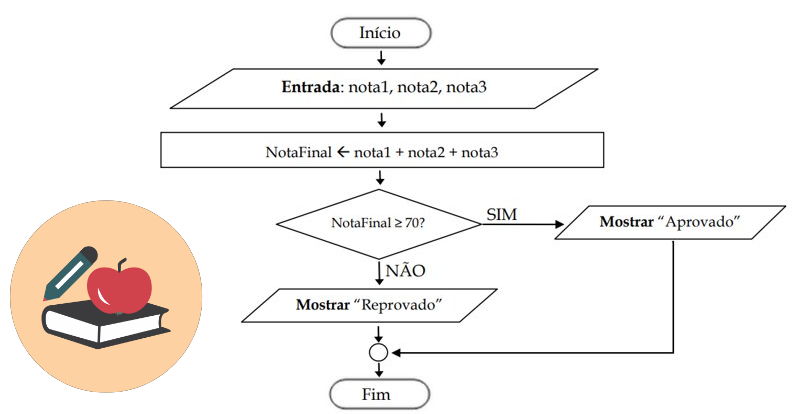 Início
Entrada: nota1, nota2, nota3
NotaFinal ← nota1 + nota2 + nota3
NotaFinal ≥ 70?
SIM
Mostrar “Aprovado”
NÃO
Mostrar “Reprovado”
Fim